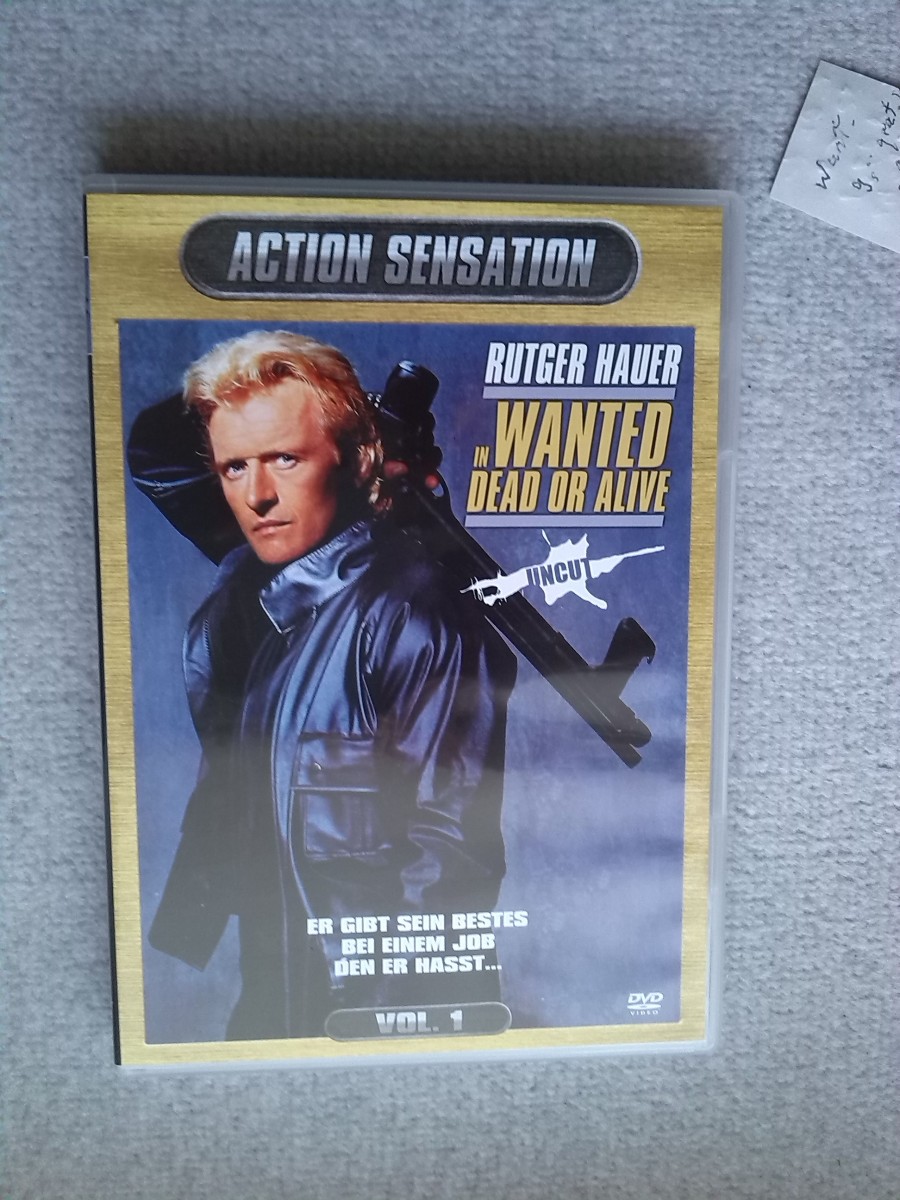 ACTION SENSATION
RUTGER HAUER
IN WANTED
DEAD OR ALIVE
UNCUT
ER GIBT SEIN BESTES
BEI EINEM JOB
DEN ER HASST...
DVD
VIDEO
VOL. 1